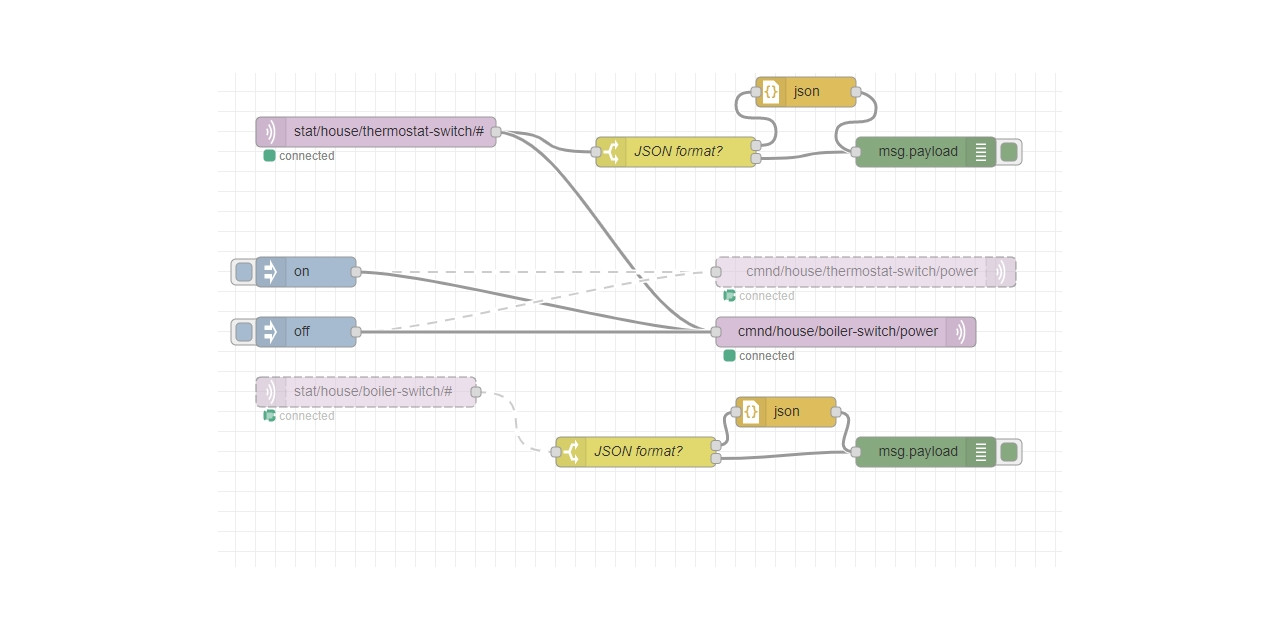 json
stat/house/thermostat-switch/#
connected
JSON format?
msg.payload
on
cmnd/house/thermostat-switch/power
connected
off
cmnd/house/boiler-switch/power
connected
stat/house/boiler-switch/#
connected
json
JSON format?
msg.payload